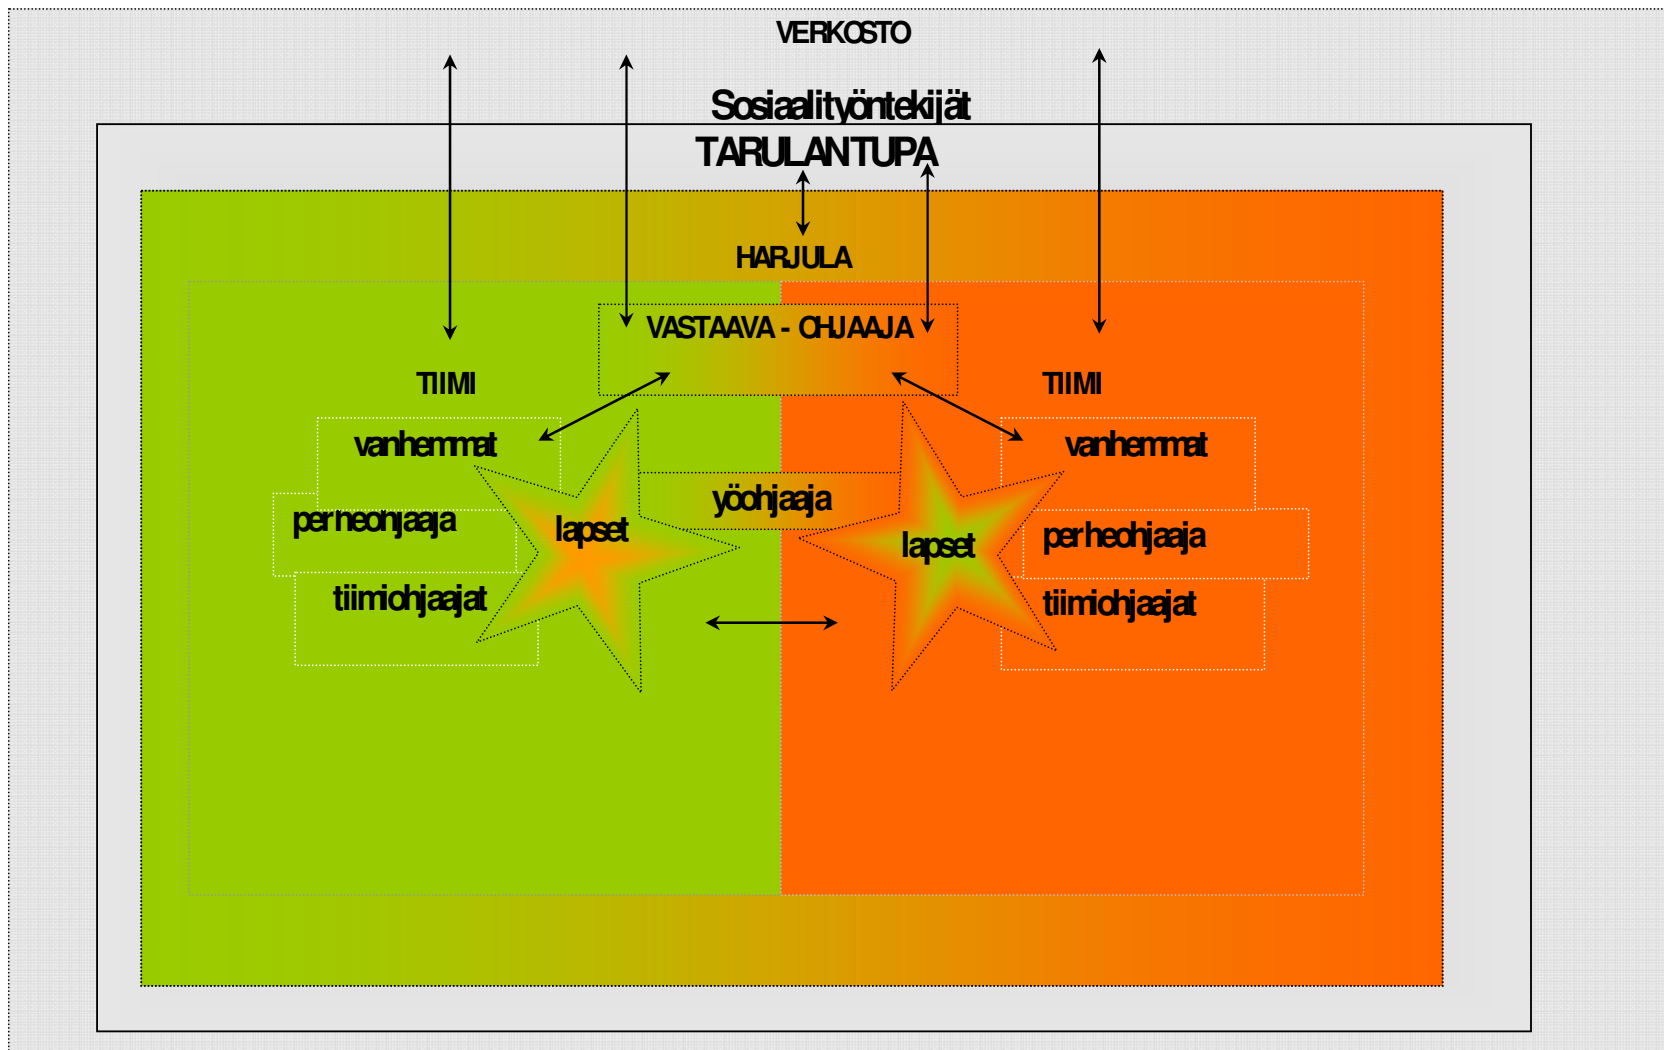 VERKOSTO
Sosiaalityöntekijät
TARULANTUPA
HARJULA
VASTAAVA - OHJAAJA
TIIMI
TIIMI
vanhemmat
vanhemmat
yöohjaaja
perheohjaaja
lapset
lapset
perheohjaaja
tiimiohjaajat
tiimiohjaajat